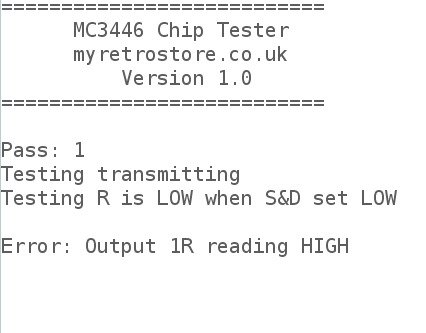 ===========================
MC3446 Chip Tester
myretrostore.co.uk
Version 1.0
===========================
Pass: 1
Testing transmitting
Testing R is LOW when S&D set LOW
Error: Output 1R reading HIGH